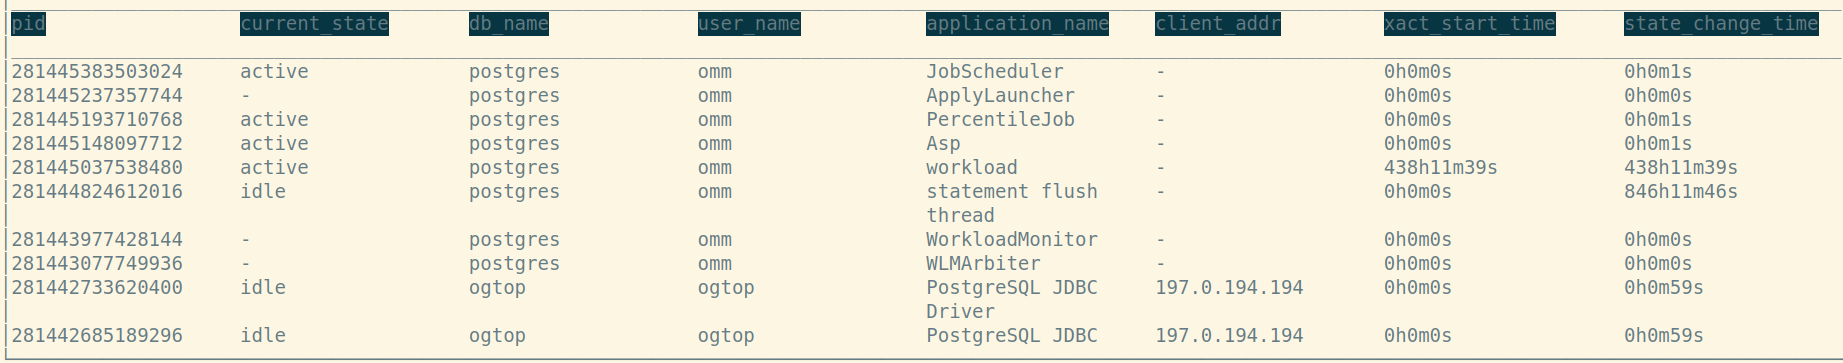 pid current_state db_name user_name application_name client_addr xact_start_time state_change_time
281445383503024 active postgres omm JobScheduler - 0h0m0s 0h0m1s
281445237357744 - postgres omm ApplyLauncher - 0h0m0s 0h0m0s
281445193710768 active postgres omm PercentileJob - 0h0m0s 0h0m1s
281445148097712 active postgres omm Asp - 0h0m0s 0h0m1s
281445037538480 active postgres omm workload - 438h11m39s 438h11m39s
281444824612016 idle postgres omm statement flush - 0h0m0s 846h11m46s
thread
281443977428144 - postgres omm WorkloadMonitor - 0h0m0s 0h0m0s
281443077749936 - postgres omm WLMArbiter - 0h0m0s 0h0m0s
281442733620400 idle ogtop ogtop PostgreSQL JDBC 197.0.194.194 0h0m0s 0h0m59s
Driver
281442685189296 idle ogtop ogtop PostgreSQL JDBC 197.0.194.194 0h0m0s 0h0m59s